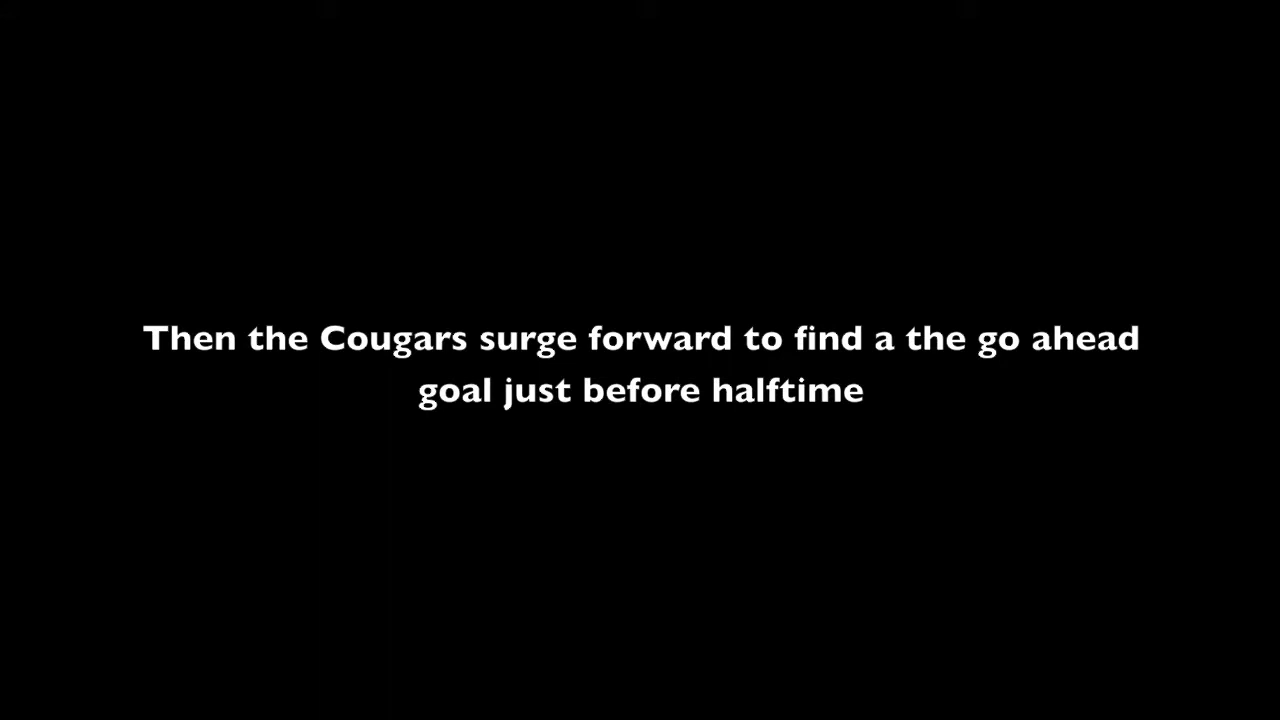 Then the Cougars surge forward to find a the go ahead
goal just before halftime